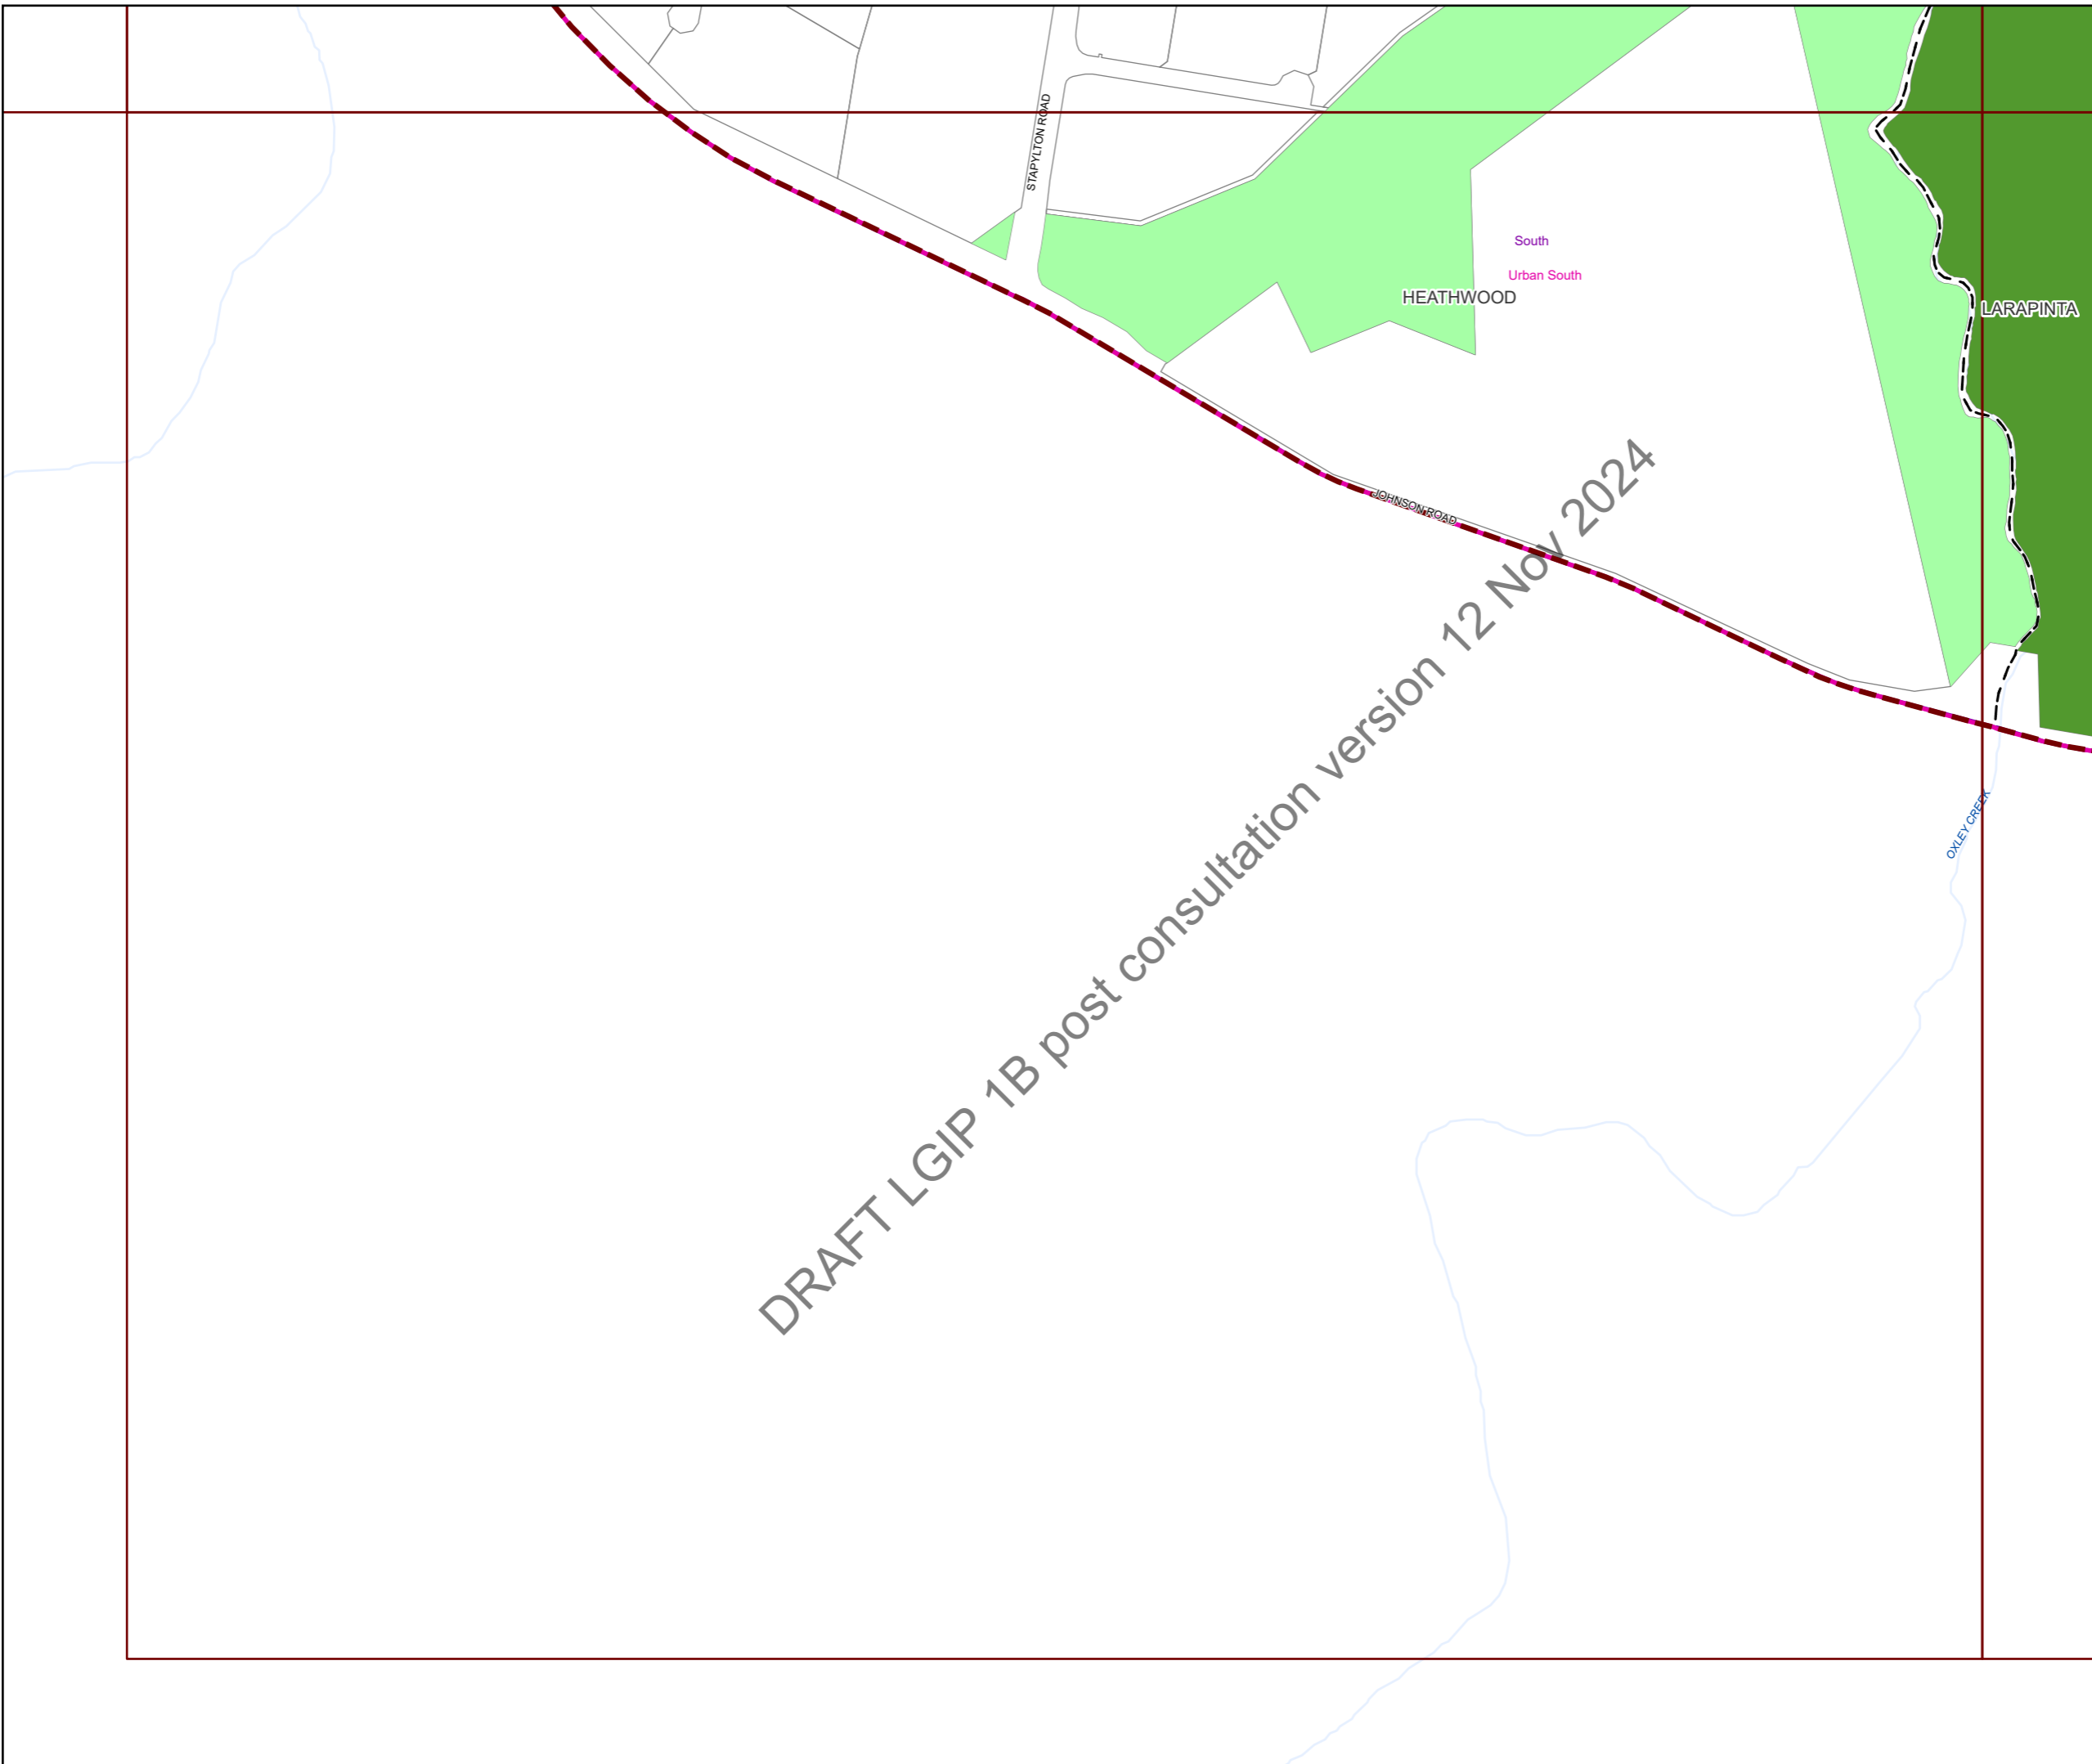 STAPYLTON ROAD
South
Urban South
HEATHWOOD
LARAPINTA
JOHNSON ROAD
OXLEY CREEK
DRAFT LGIP 1B post consultation version 12 Nov 2024